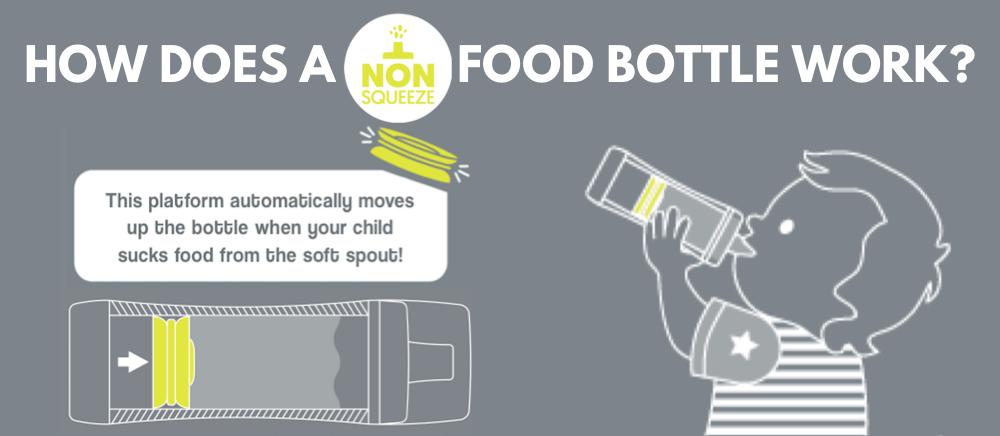 HOW DOES A NON SQUEEZE FOOD BOTTLE WORK?
This platform automatically moves
up the bottle when your child
sucks food from the soft spout!